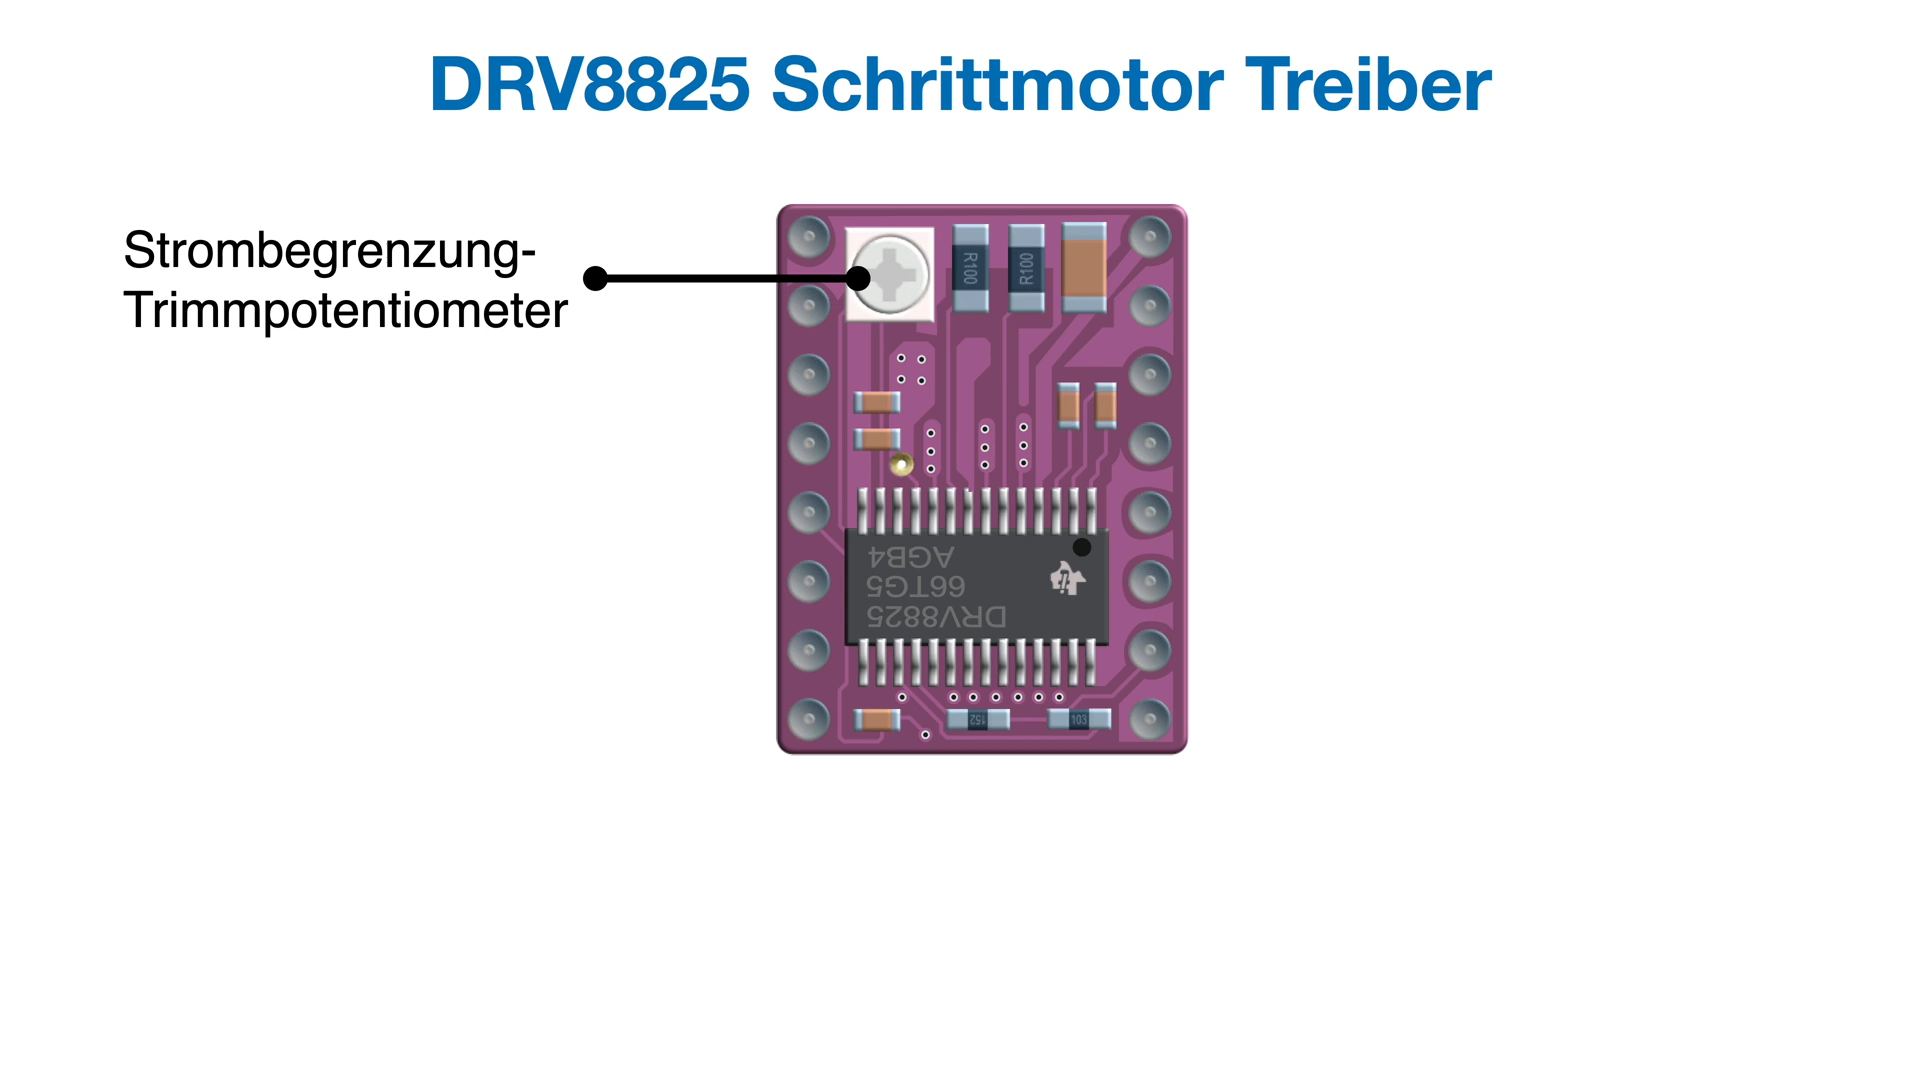 DRV8825 Schrittmotor Treiber
Strombegrenzung-
Trimmpotentiometer
R100
R100
AGB4
66TG5
DRV8825
152
103